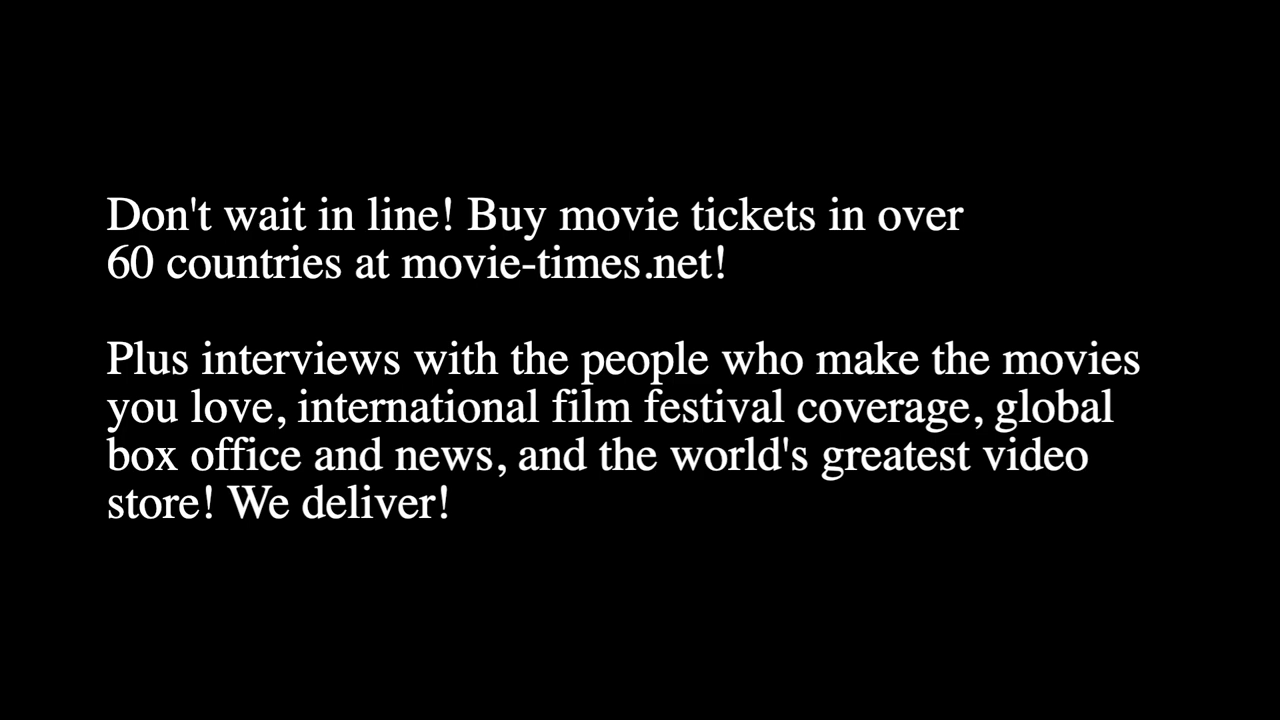 Don't wait in line! Buy movie tickets in over
60 countries at movie-times.net!
Plus interviews with the people who make the movies
you love, international film festival coverage, global
box office and news, and the world's greatest video
store! We deliver!